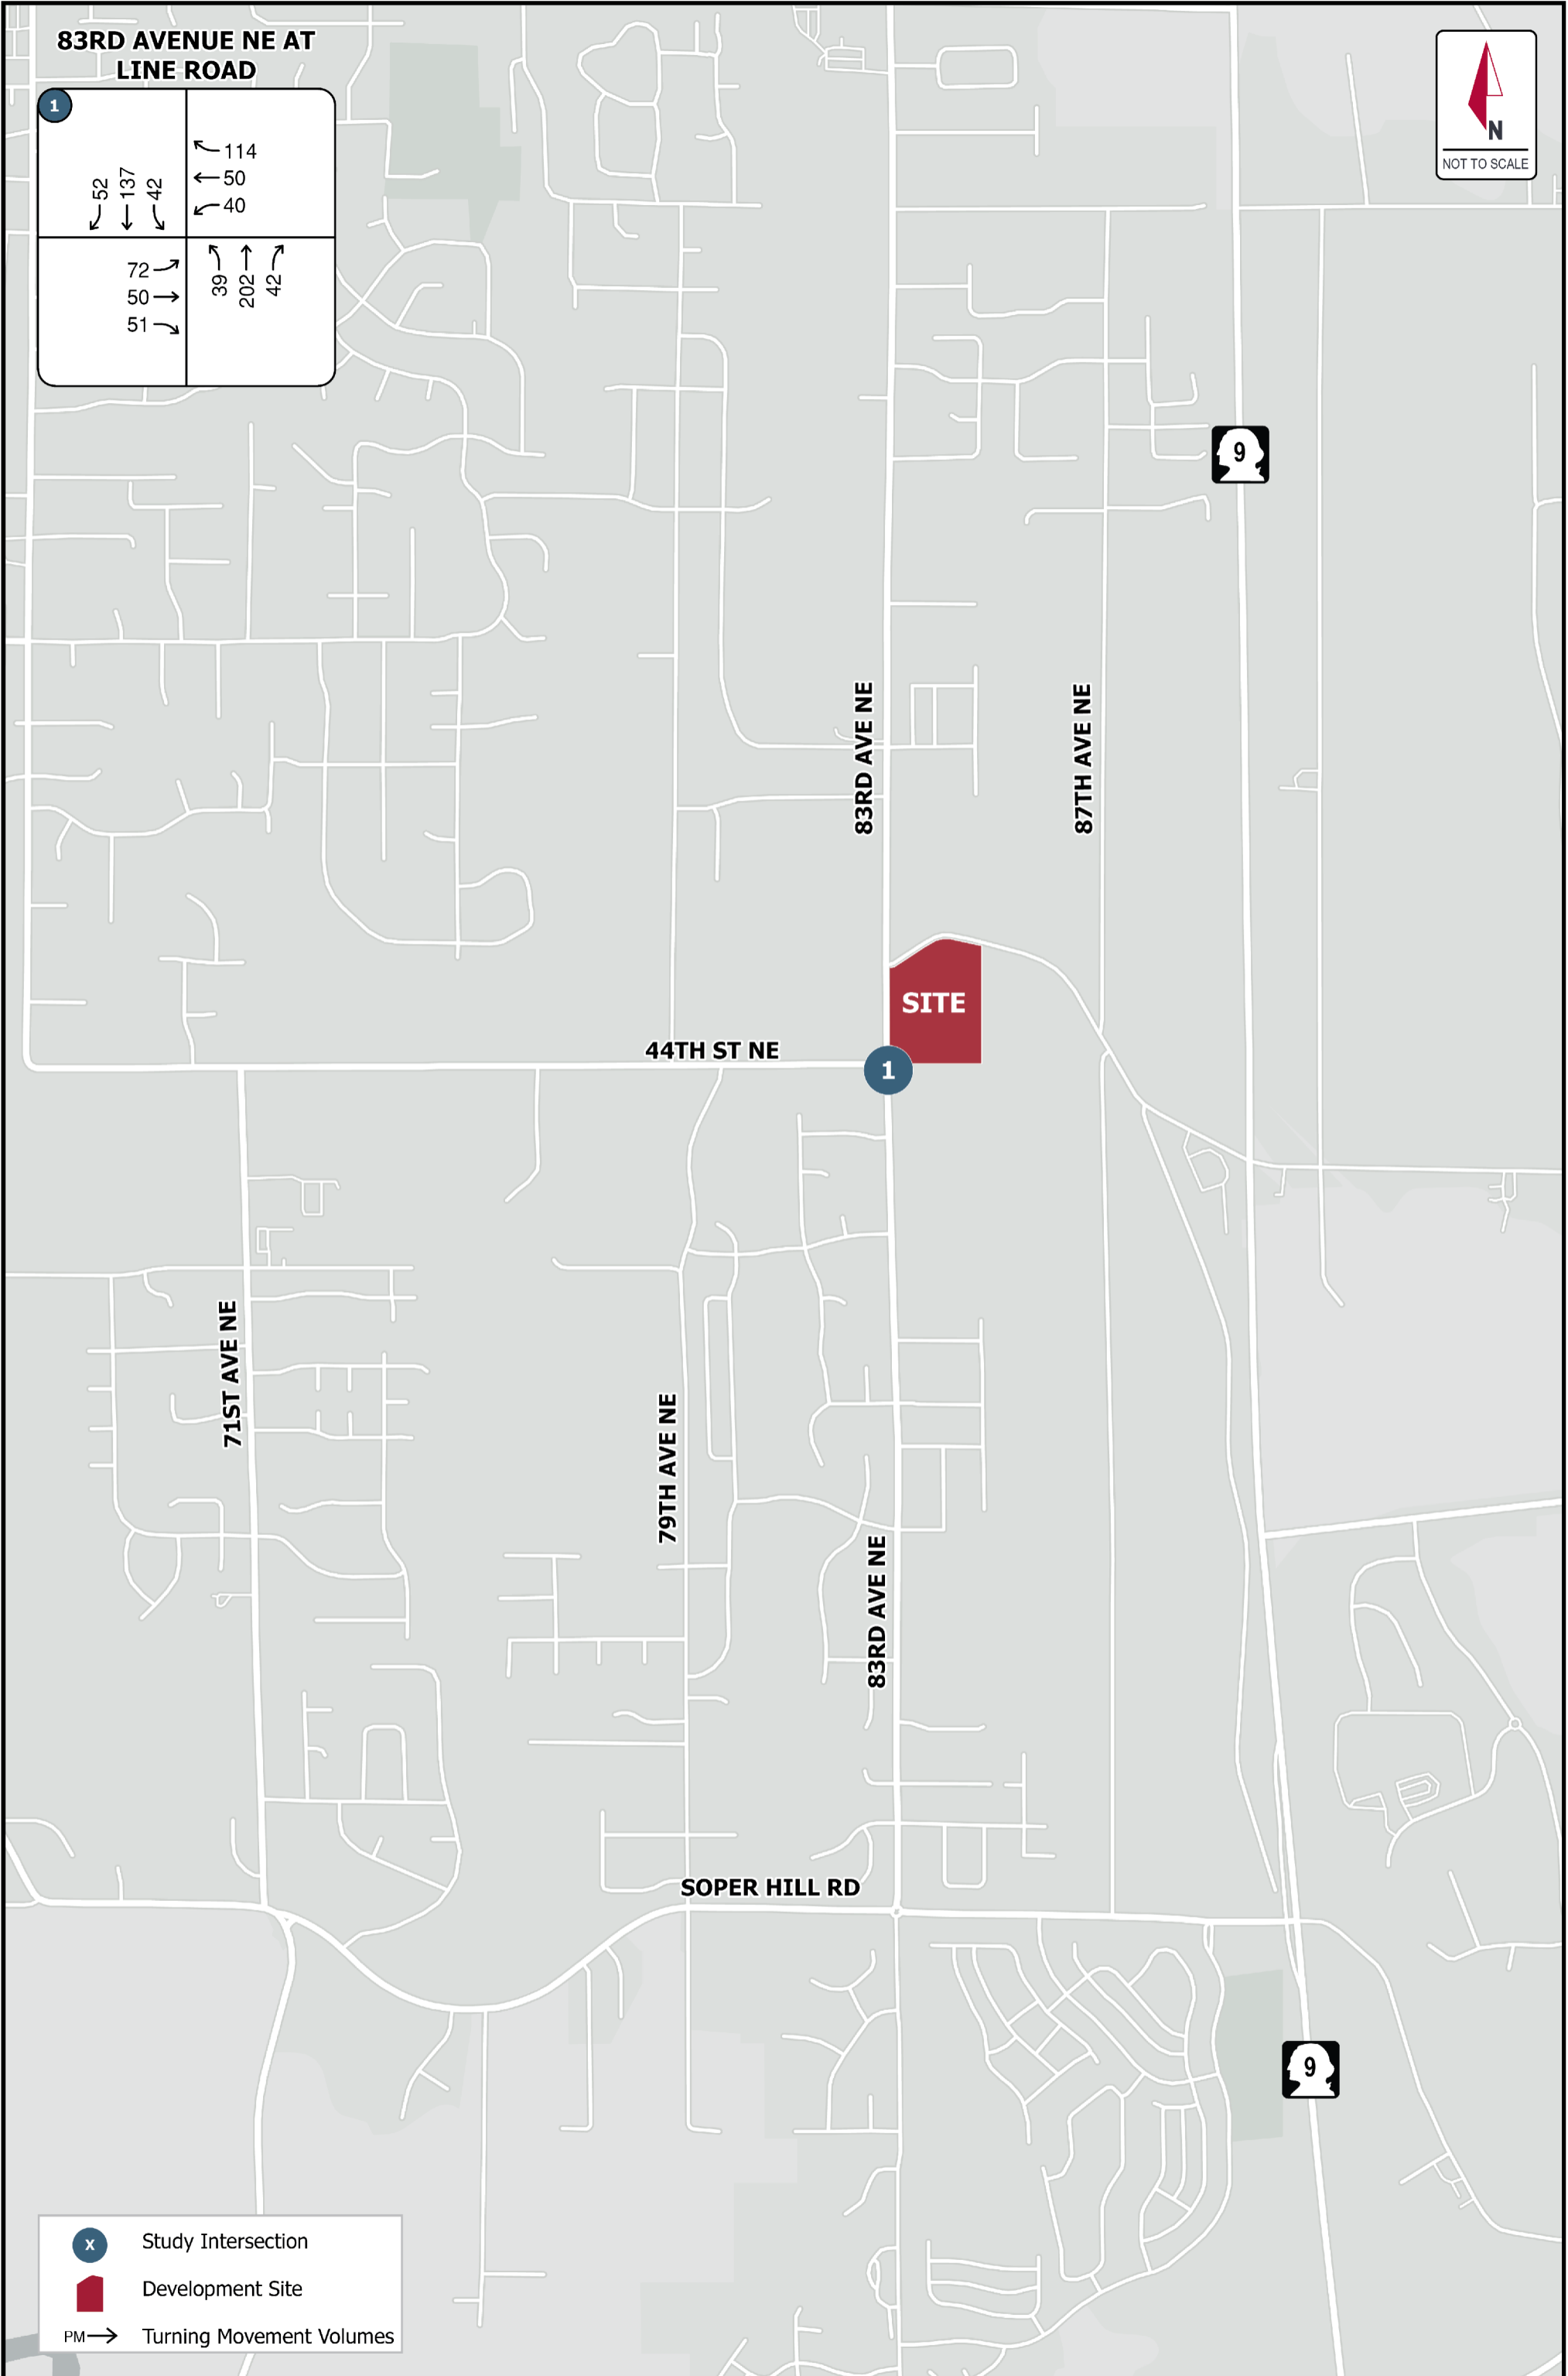 83RD AVENUE NE AT
LINE ROAD
1
114
50
40
52
137
42
72
50
51
39
202
42
N
NOT TO SCALE
9
83RD AVE NE
87TH AVE NE
SITE
44TH ST NE
1
71ST AVE NE
79TH AVE NE
83RD AVE NE
SOPER HILL RD
9
X Study Intersection
Development Site
PM Turning Movement Volumes